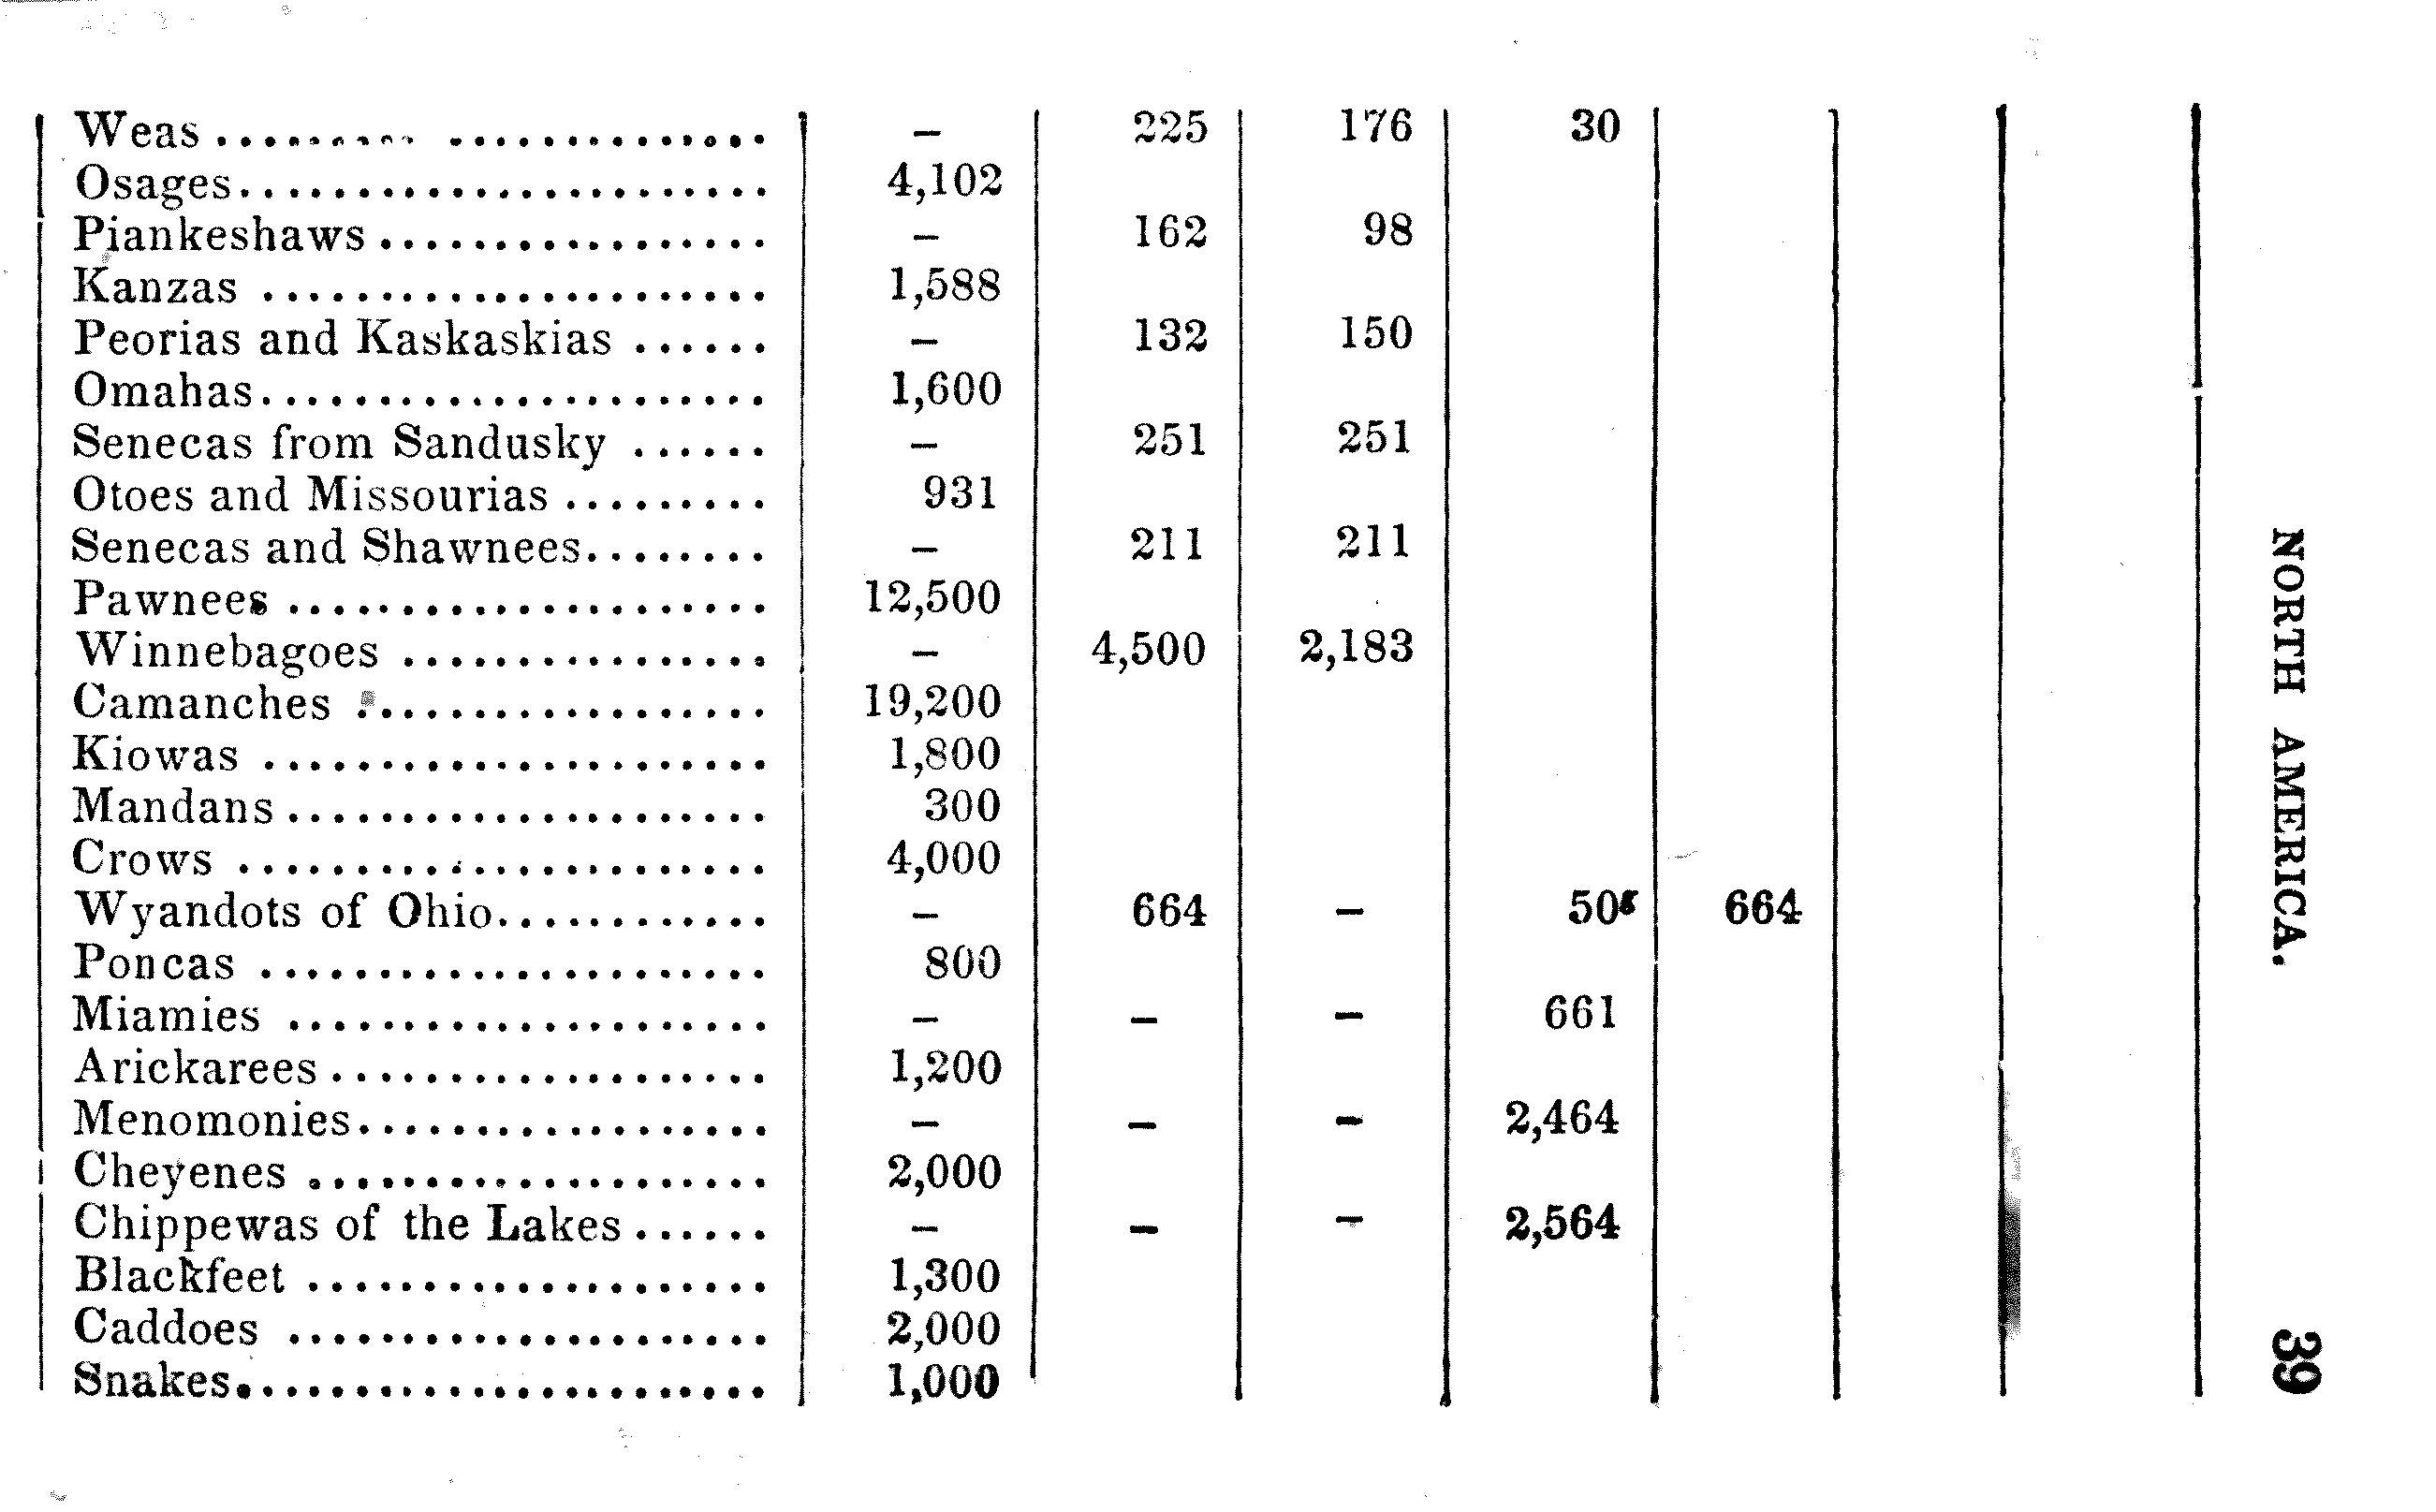 Weas ........ .............. – 225 176 30
Osages....................... 4,102
Piankeshaws ................. – 162 98
Kanzas ...................... 1,588
Peorias and Kaskaskias ...... – 132 150
Omahas...................... 1,600
Senecas from Sandusky ...... – 251 251
Otoes and Missourias ......... 931
Senecas and Shawnees........ – 211 211
Pawnees ..................... 12,500
Winnebagoes ................ – 4,500 2,183
Camanches .................. 19,200
Kiowas ...................... 1,800
Mandans ..................... 300
Crows ....................... 4,000
Wyandots of Ohio............ – 664 – 50 664
Poncas ...................... 800
Miamies ..................... – – – 661
Arickarees ................... 1,200
Menomonies.................. – – – 2,464
Cheyenes .................... 2,000
Chippewas of the Lakes ...... – – – 2,564
Blackfeet .................... 1,300
Caddoes ..................... 2,000
Snakes....................... 1,000
NORTH AMERICA. 39